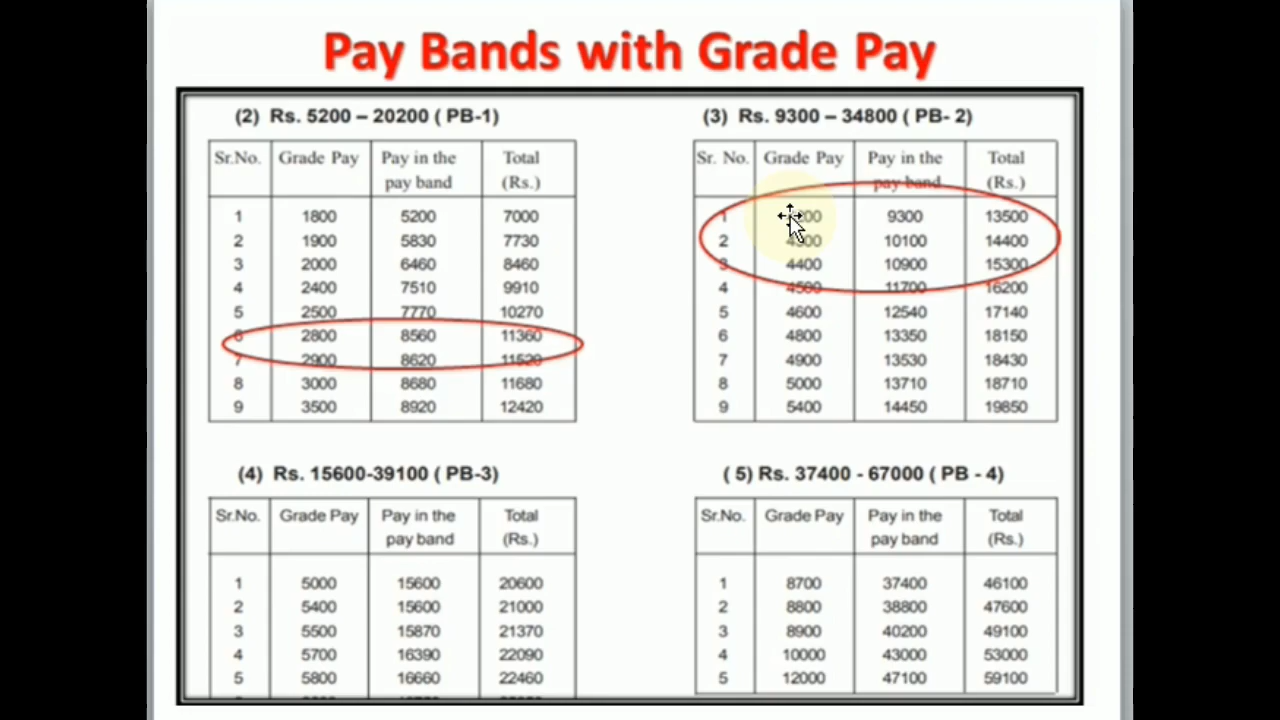 Pay Bands with Grade Pay
(2) Rs. 5200 – 20200 ( PB-1)
Sr.No. Grade Pay Pay in the Total
pay band (Rs.)
1 1800 5200 7000
2 1900 5830 7730
3 2000 6460 8460
4 2400 7510 9910
5 2500 7770 10270
6 2800 8560 11360
7 2900 8620 11520
8 3000 8680 11680
9 3500 8920 12420
(3) Rs. 9300 – 34800 ( PB- 2)
Sr. No. Grade Pay Pay in the Total
pay band (Rs.)
1 9300 13500
2 10100 14400
3 4400 10900 15300
4 4500 11700 16200
5 4600 12540 17140
6 4800 13350 18150
7 4900 13530 18430
8 5000 13710 18710
9 5400 14450 19850
(4) Rs. 15600-39100 ( PB-3)
Sr.No. Grade Pay Pay in the Total
pay band (Rs.)
1 5000 15600 20600
2 5400 15600 21000
3 5500 15870 21370
4 5700 16390 22090
5 5800 16660 22460
( 5) Rs. 37400 - 67000 ( PB - 4)
Sr.No. Grade Pay Pay in the Total
pay band (Rs.)
1 8700 37400 46100
2 8800 38800 47600
3 8900 40200 49100
4 10000 43000 53000
5 12000 47100 59100